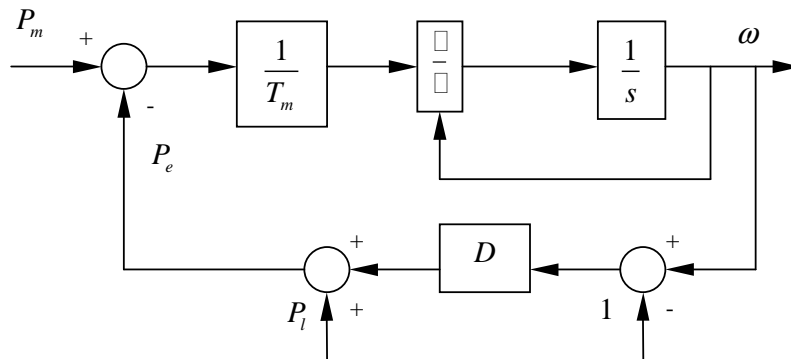 P_m
+
-
1
T_m
□
□
1
s
ω
P_e
+
D
+
P_l
+
1
-